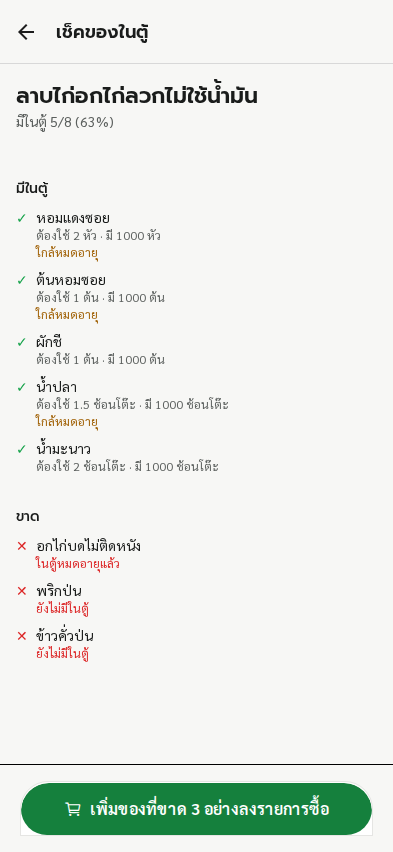 เช็คของในตู้
ลาบไก่อกไก่ลวกไม่ใช้น้ำมัน
มีในตู้ 5/8 (63%)
มีในตู้
✓ หอมแดงซอย
ต้องใช้ 2 หัว · มี 1000 หัว
ใกล้หมดอายุ
✓ ต้นหอมซอย
ต้องใช้ 1 ต้น · มี 1000 ต้น
ใกล้หมดอายุ
✓ ผักชี
ต้องใช้ 1 ต้น · มี 1000 ต้น
✓ น้ำปลา
ต้องใช้ 1.5 ช้อนโต๊ะ · มี 1000 ช้อนโต๊ะ
ใกล้หมดอายุ
✓ น้ำมะนาว
ต้องใช้ 2 ช้อนโต๊ะ · มี 1000 ช้อนโต๊ะ
ขาด
✕ อกไก่บดไม่ติดหนัง
ในตู้หมดอายุแล้ว
✕ พริกป่น
ยังไม่มีในตู้
✕ ข้าวคั่วป่น
ยังไม่มีในตู้
เพิ่มของที่ขาด 3 อย่างลงรายการซื้อ